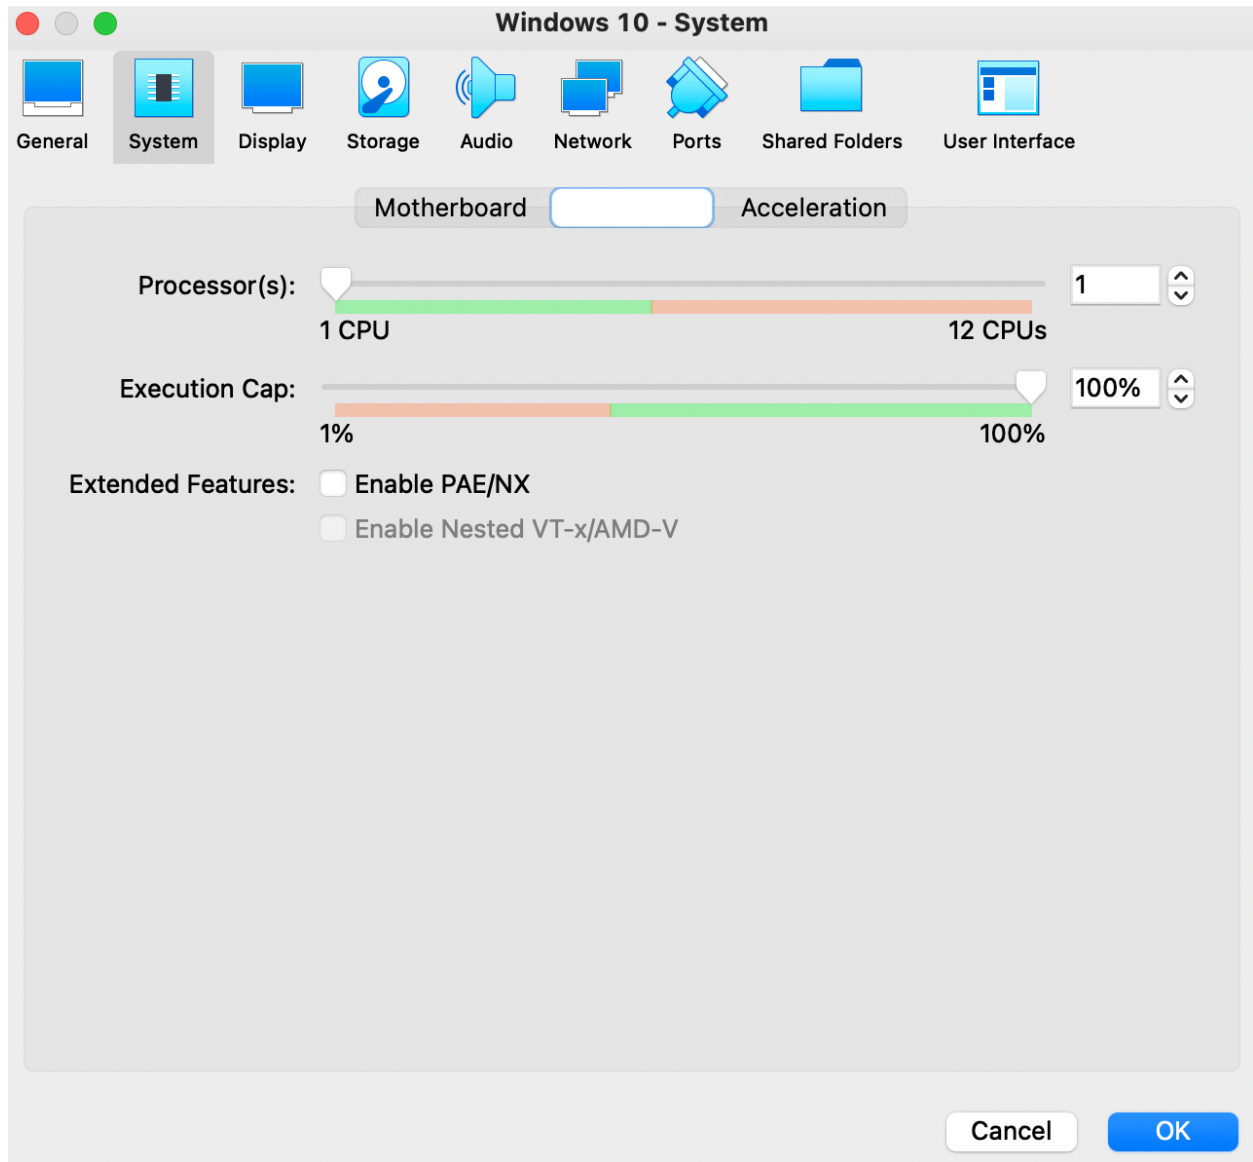 Windows 10 - System
General System Display Storage Audio Network Ports Shared Folders User Interface
Motherboard Acceleration
Processor(s): 1
1 CPU 12 CPUs
Execution Cap: 100%
1% 100%
Extended Features: Enable PAE/NX
Enable Nested VT-x/AMD-V
Cancel OK